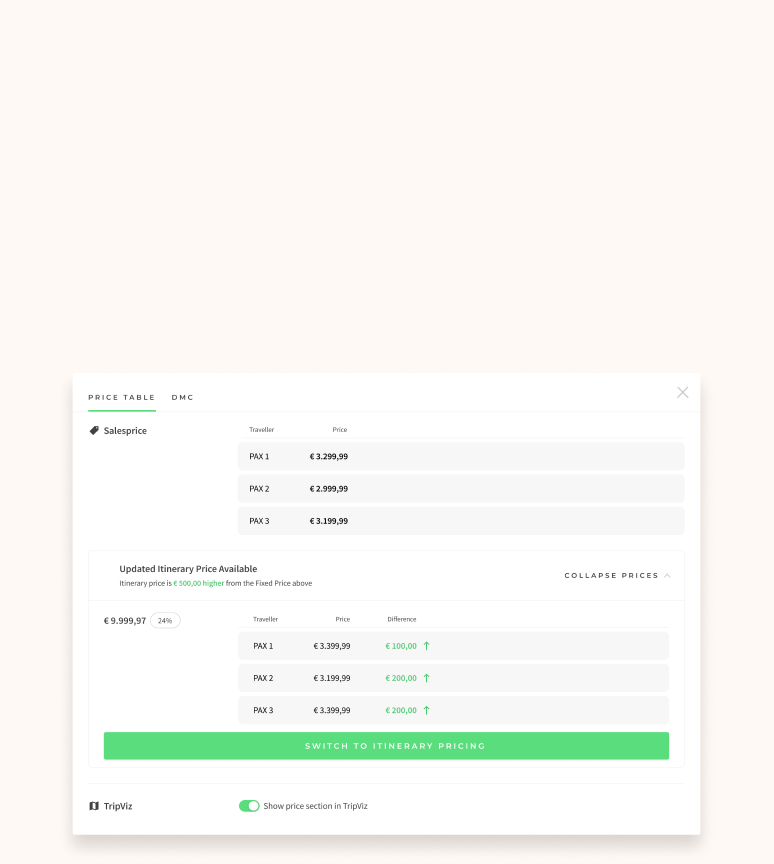 PRICE TABLE DMC
Salesprice
Traveller Price
PAX 1 € 3.299,99
PAX 2 € 2.999,99
PAX 3 € 3.199,99
Updated Itinerary Price Available
Itinerary price is € 500,00 higher from the Fixed Price above
COLLAPSE PRICES
€ 9.999,97 24%
Traveller Price Difference
PAX 1 € 3.399,99 € 100,00
PAX 2 € 3.199,99 € 200,00
PAX 3 € 3.399,99 € 200,00
SWITCH TO ITINERARY PRICING
TripViz
Show price section in TripViz